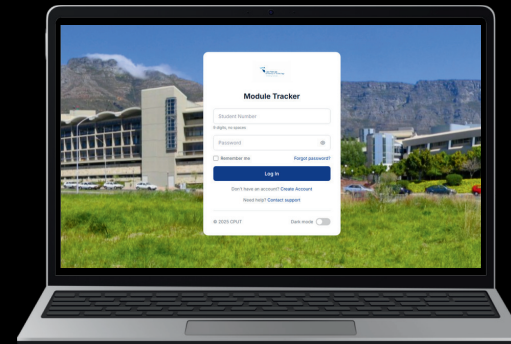 Module Tracker
Student Number
9 digits, no spaces
Password
Remember me
Forgot password?
Log In
Don't have an account? Create Account
Need help? Contact support
© 2025 CPUT
Dark mode